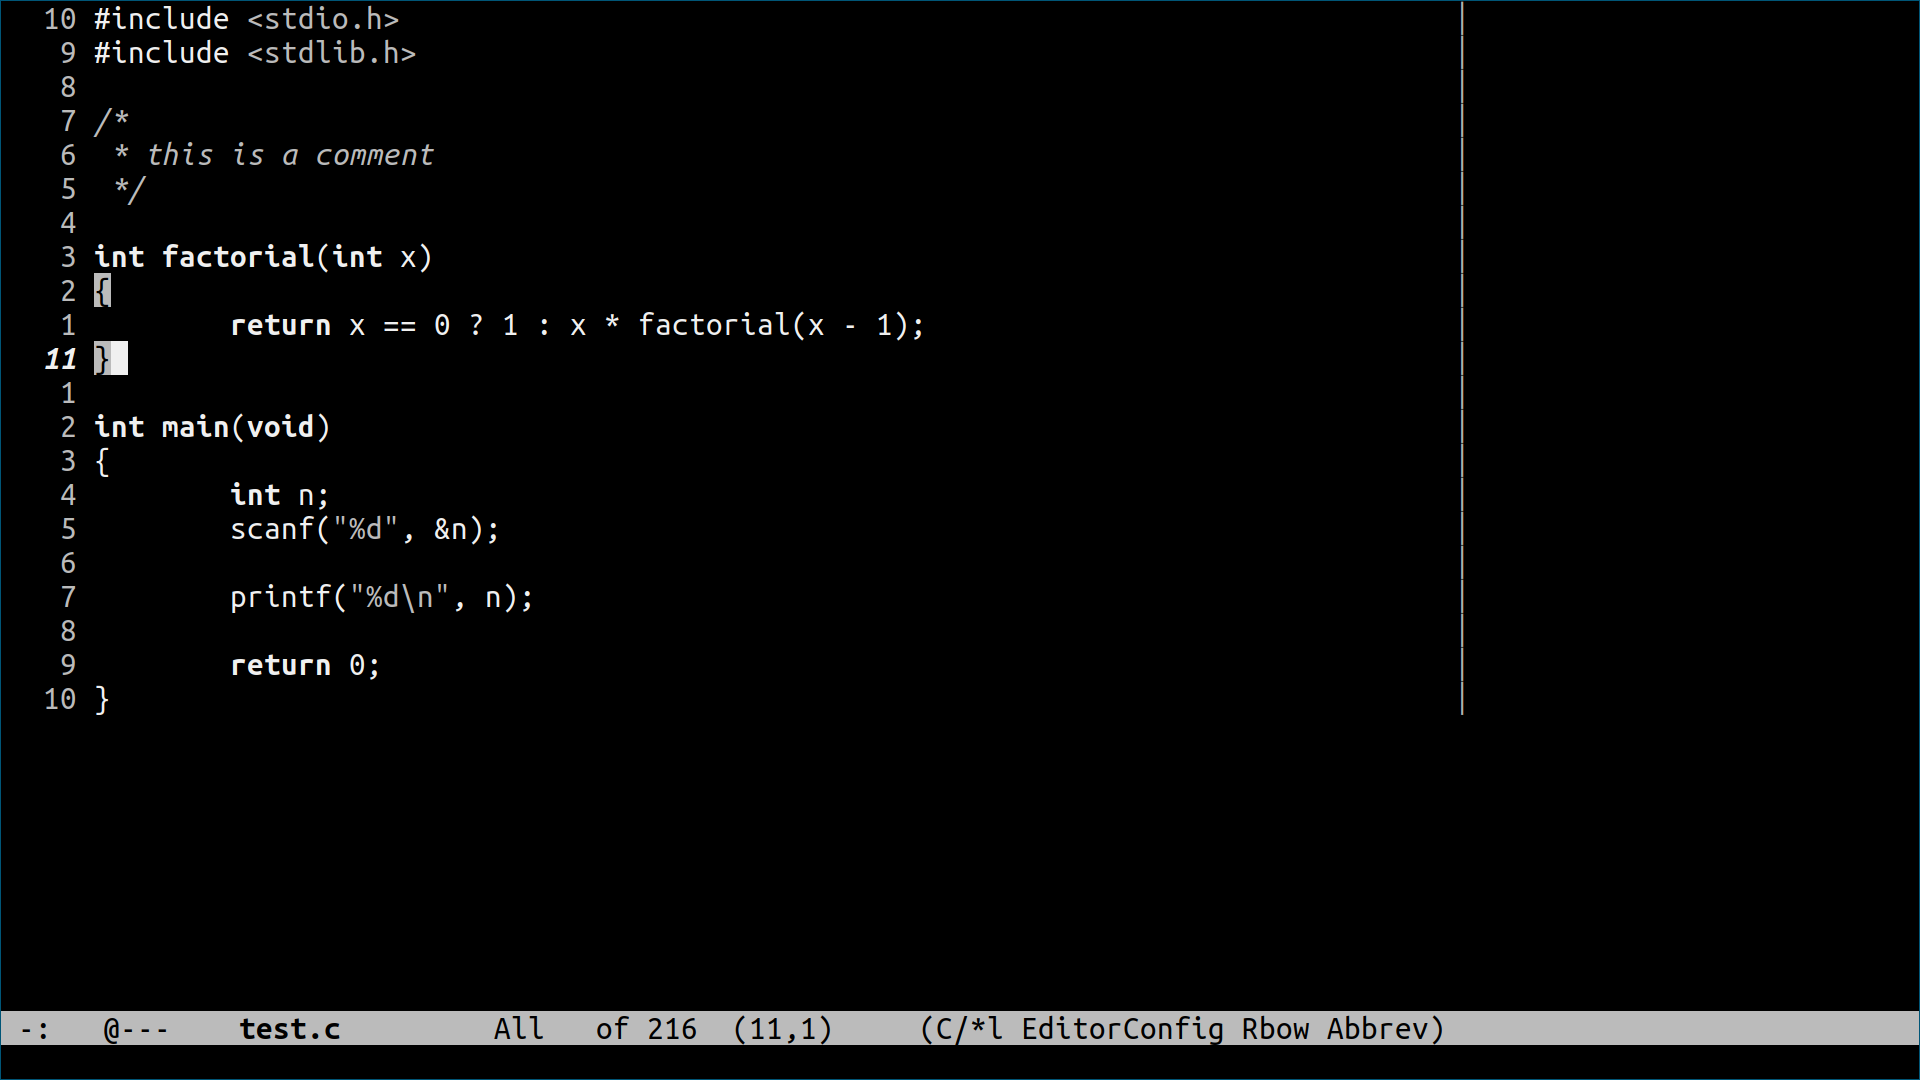 10 #include <stdio.h>
9 #include <stdlib.h>
8
7 /*
6  * this is a comment
5  */
4
3 int factorial(int x)
2 {
1         return x == 0 ? 1 : x * factorial(x - 1);
11 }
1
2 int main(void)
3 {
4         int n;
5         scanf("%d", &n);
6
7         printf("%d\n", n);
8
9         return 0;
10 }
-:   @---    test.c         All   of 216  (11,1)     (C/*l EditorConfig Rbow Abbrev)